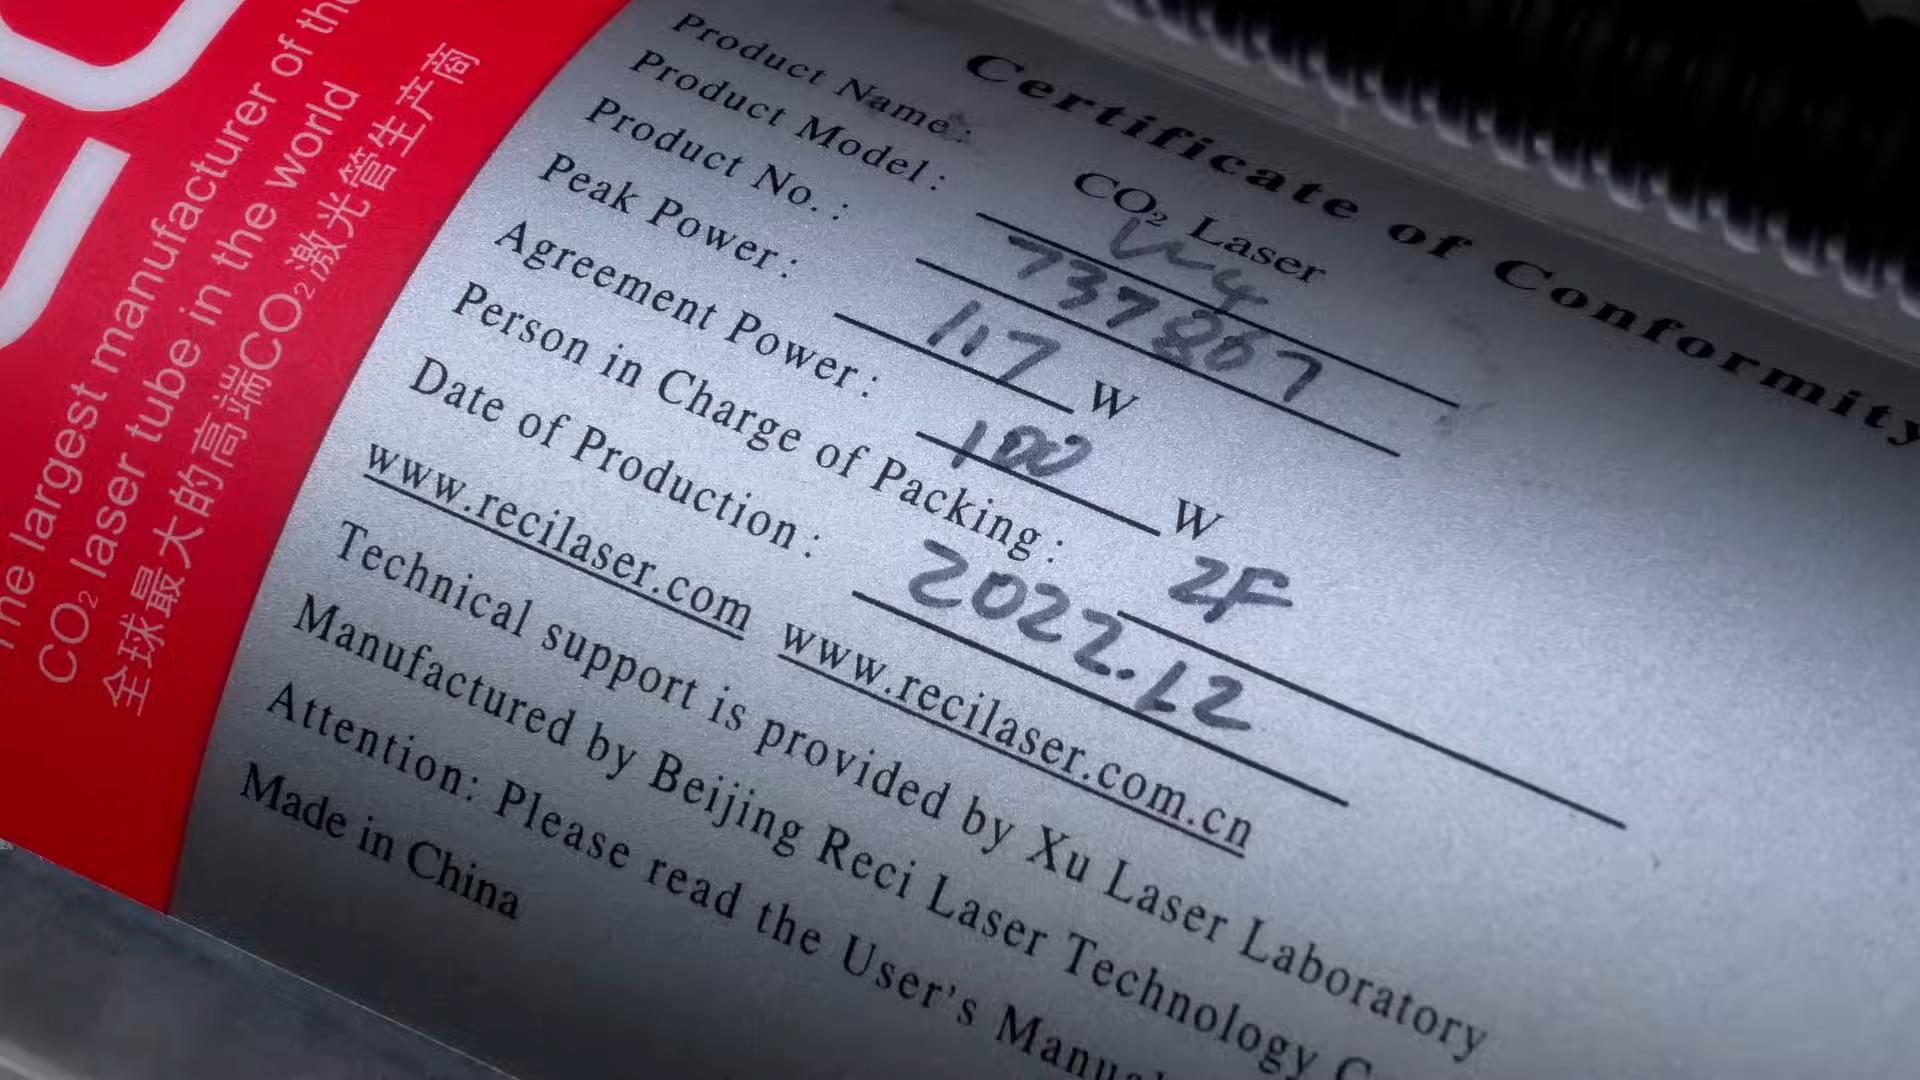 The largest manufacturer of the
CO₂ laser tube in the world
全球最大的高端CO₂激光管生产商
Certificate of Conformity
Product Name: CO₂ Laser
Product Model: W4
Product No.: 737867
Peak Power: 117 W
Agreement Power: 100 W
Person in Charge of Packing: ZF
Date of Production: 2022.12
www.recilaser.com www.recilaser.com.cn
Technical support is provided by Xu Laser Laboratory
Manufactured by Beijing Reci Laser Technology
Attention: Please read the User's Manual
Made in China